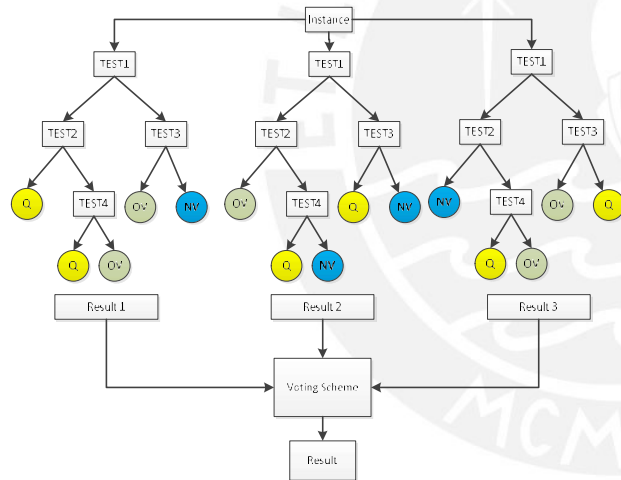 Instance
TEST1 TEST1 TEST1
TEST2 TEST3 TEST2 TEST3 TEST2 TEST3
Q TEST4 OV NV OV TEST4 Q NV NV TEST4 OV Q
Q OV Q NV Q OV
Result 1 Result 2 Result 3
Voting Scheme
Result
MCM